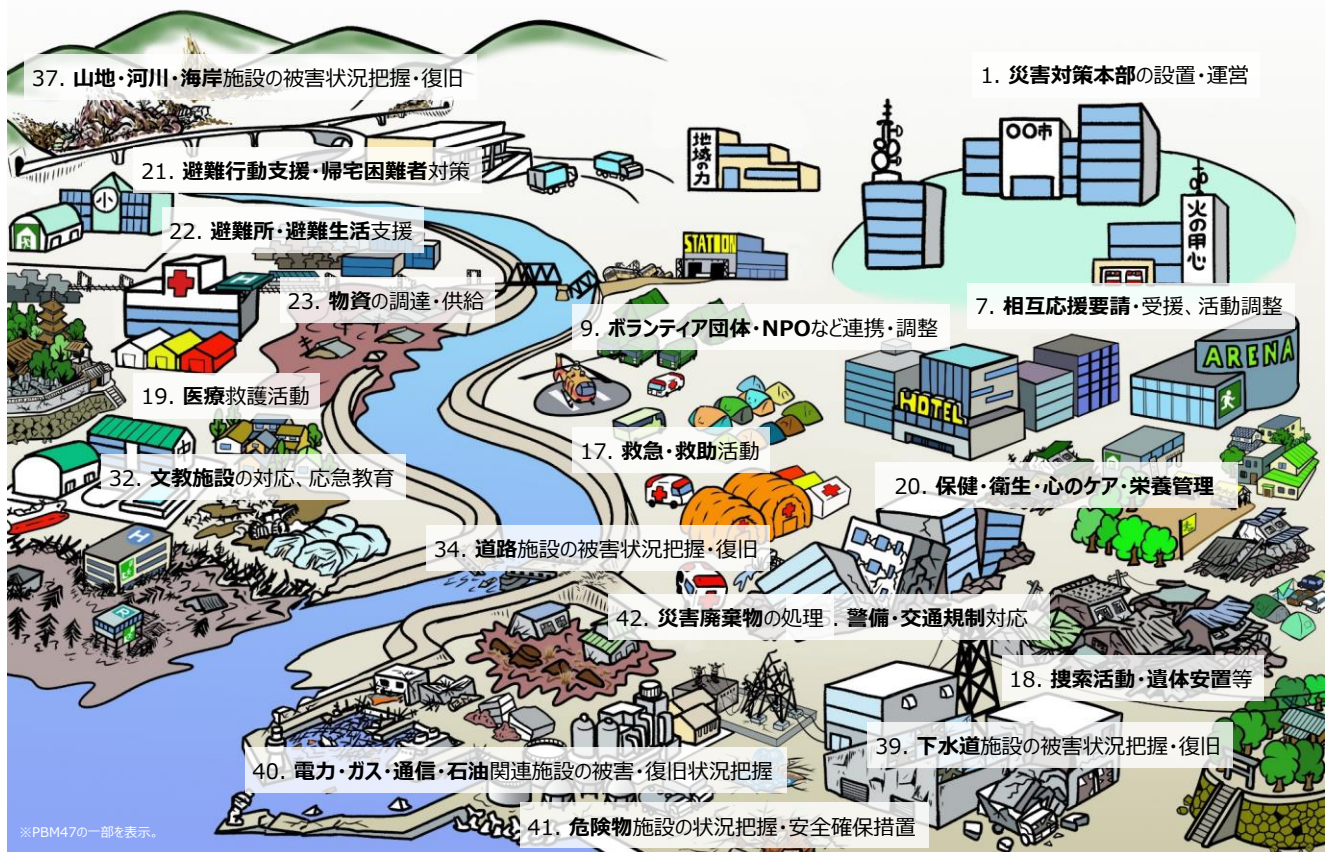 37. 山地・河川・海岸施設の被害状況把握・復旧
1. 災害対策本部の設置・運営
〇〇市
地域の力
21. 避難行動支援・帰宅困難者対策
小
火の用心
22. 避難所・避難生活支援
STATION
H
23. 物資の調達・供給
7. 相互応援要請・受援、活動調整
9. ボランティア団体・NPOなど連携・調整
ARENA
19. 医療救護活動
HOTEL
17. 救急・救助活動
32. 文教施設の対応、応急教育
20. 保健・衛生・心のケア・栄養管理
H
34. 道路施設の被害状況把握・復旧
R
42. 災害廃棄物の処理 . 警備・交通規制対応
18. 捜索活動・遺体安置等
39. 下水道施設の被害状況把握・復旧
40. 電力・ガス・通信・石油関連施設の被害・復旧状況把握
※PBM47の一部を表示。
41. 危険物施設の状況把握・安全確保措置